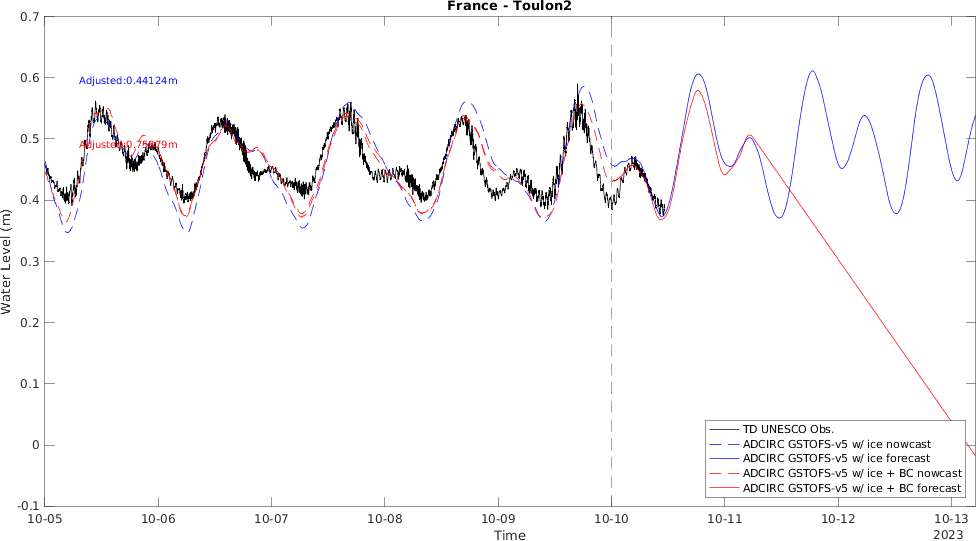 France - Toulon2
0.7
0.6
0.5
0.4
0.3
0.2
0.1
0
-0.1
Water Level (m)
Adjusted:0.44124m
TD UNESCO Obs.
ADCIRC GSTOFS-v5 w/ ice nowcast
ADCIRC GSTOFS-v5 w/ ice forecast
ADCIRC GSTOFS-v5 w/ ice + BC nowcast
ADCIRC GSTOFS-v5 w/ ice + BC forecast
10-05 10-06 10-07 10-08 10-09 10-10 10-11 10-12 10-13
Time
2023